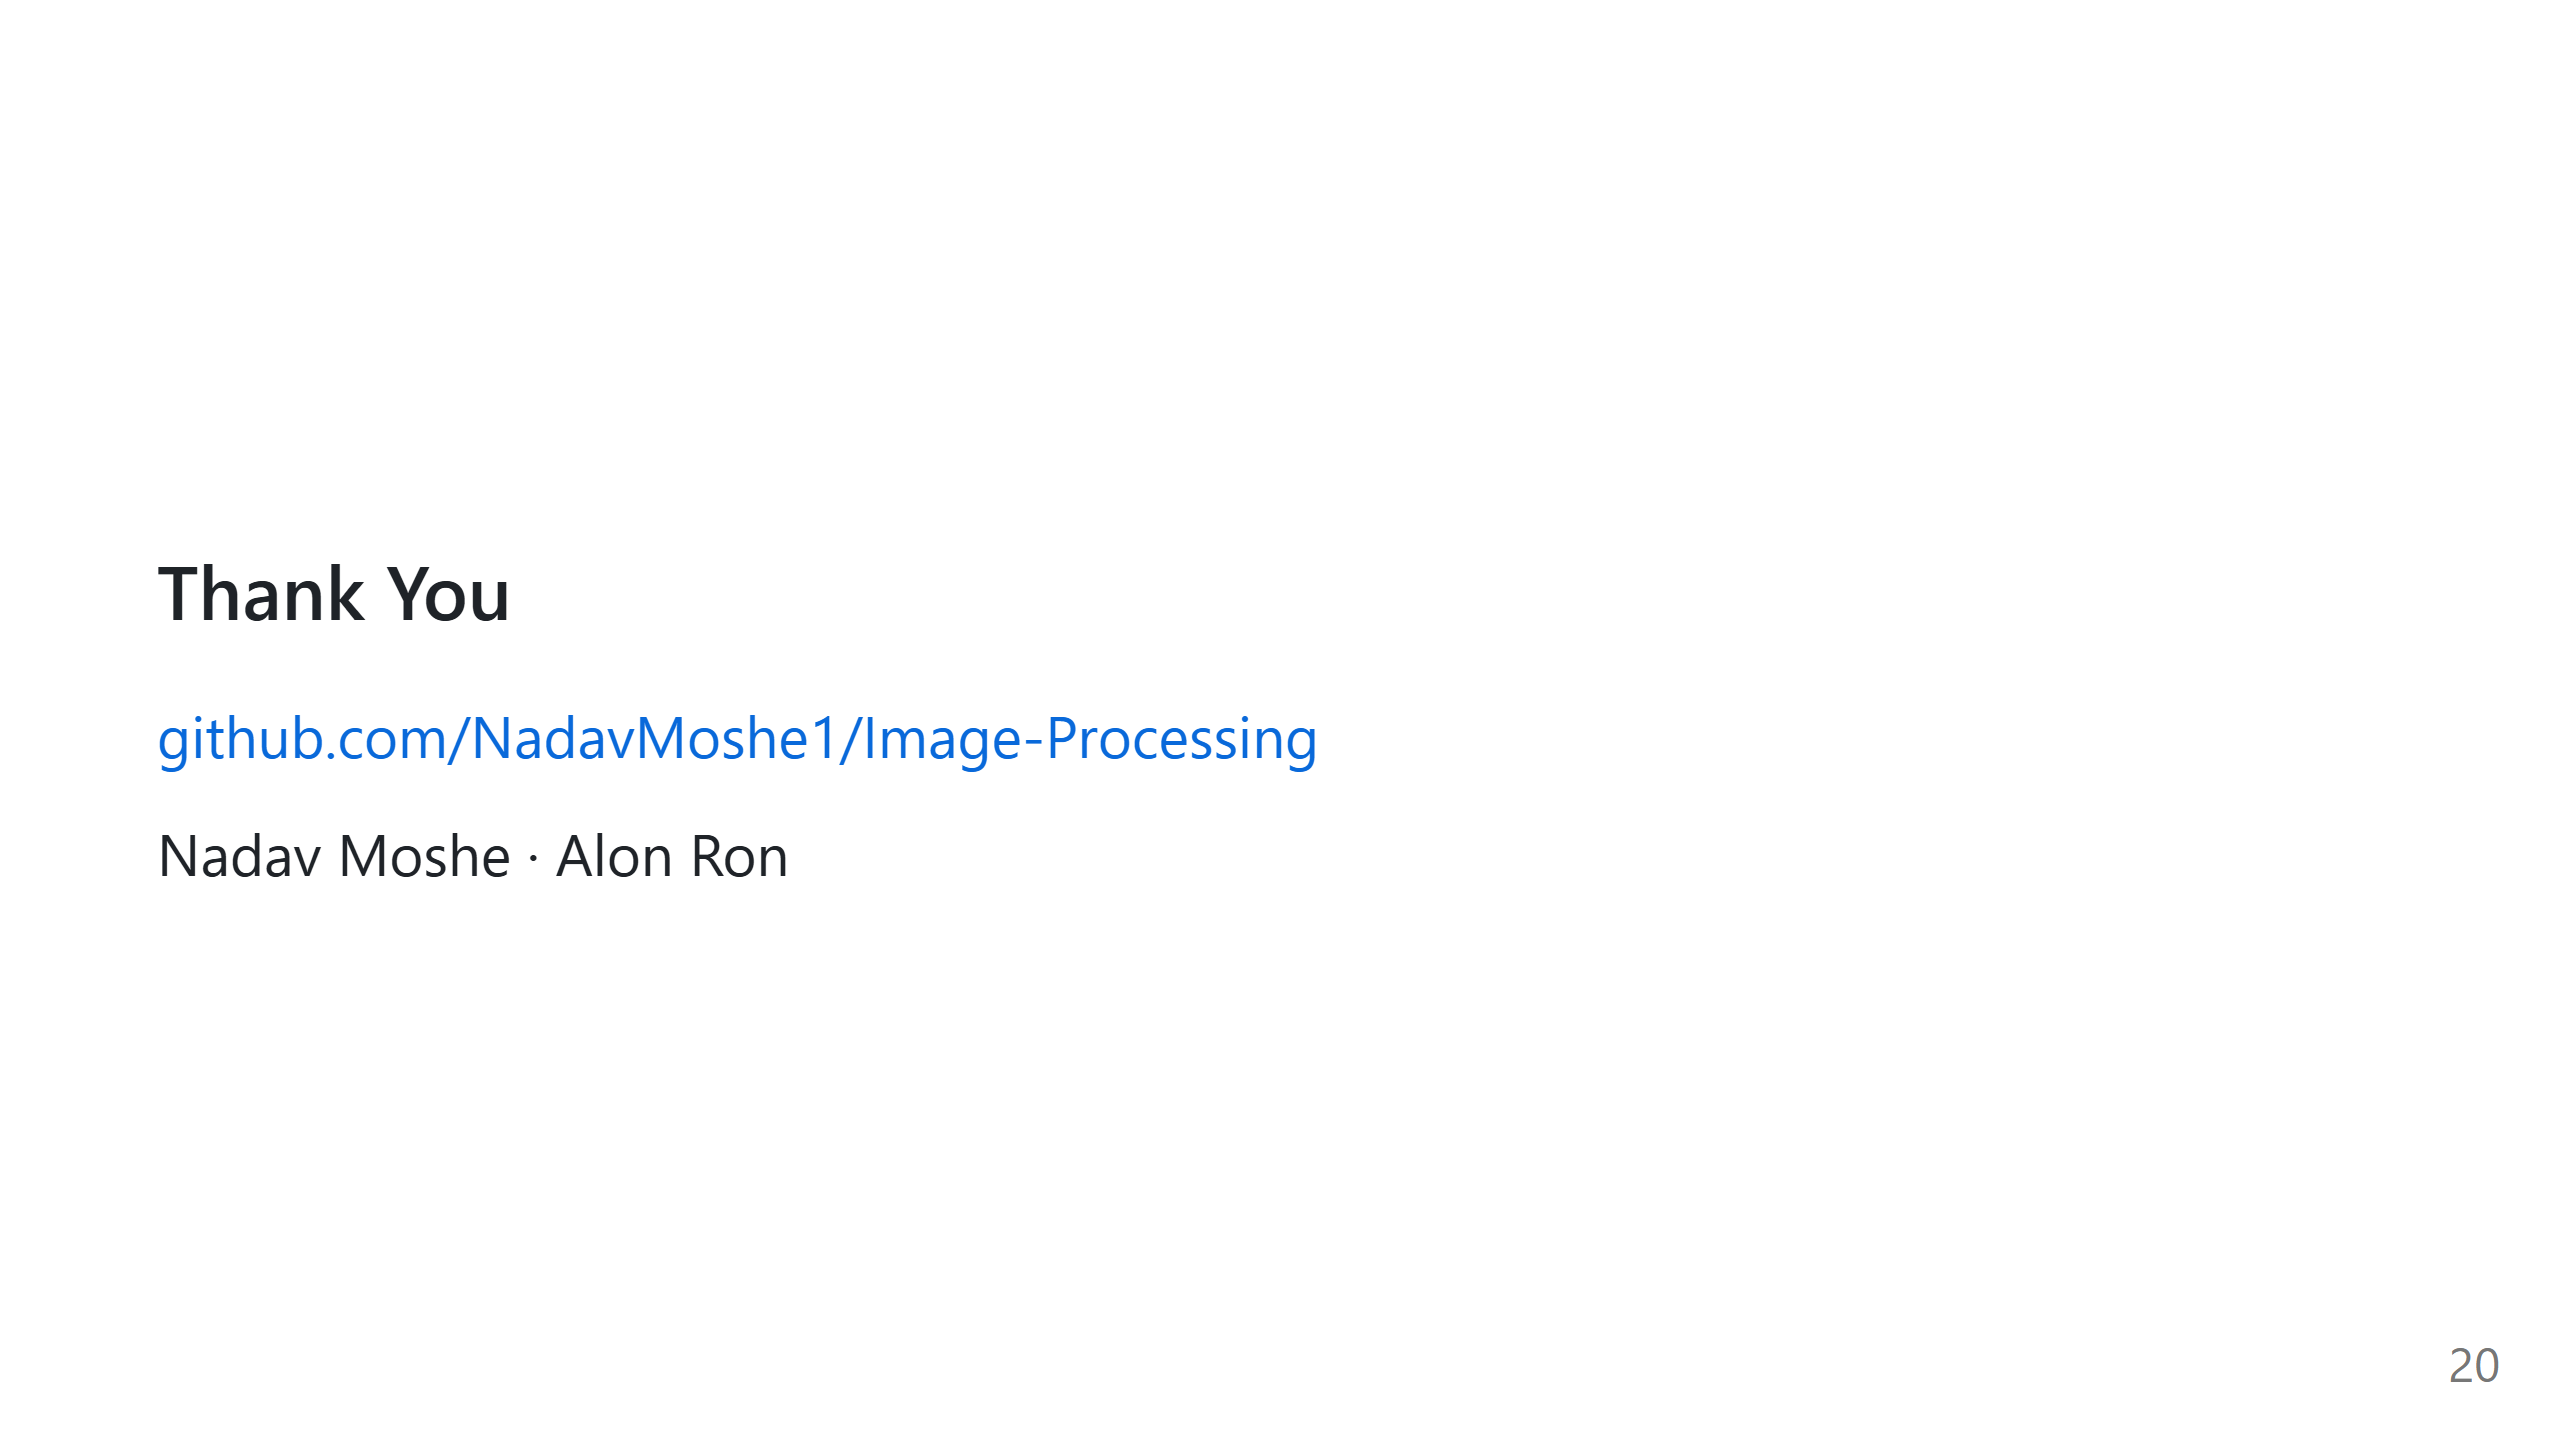 Thank You
github.com/NadavMoshe1/Image-Processing
Nadav Moshe · Alon Ron
20